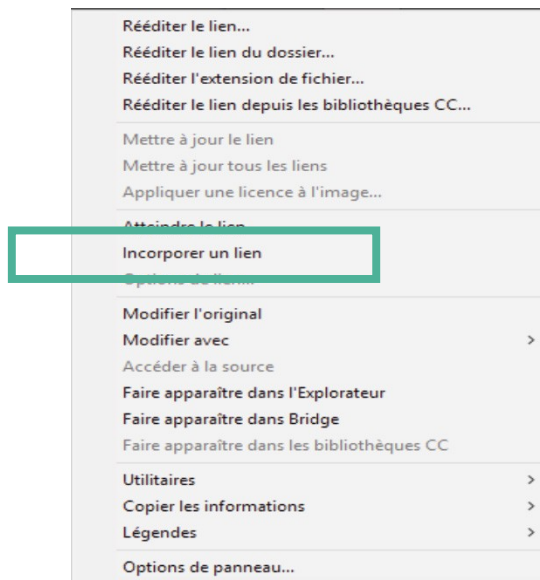 Rééditer le lien...
Rééditer le lien du dossier...
Rééditer l'extension de fichier...
Rééditer le lien depuis les bibliothèques CC...
Mettre à jour le lien
Mettre à jour tous les liens
Appliquer une licence à l'image...
Atteindre le lien
Incorporer un lien
Options de lien...
Modifier l'original
Modifier avec >
Accéder à la source
Faire apparaître dans l'Explorateur
Faire apparaître dans Bridge
Faire apparaître dans les bibliothèques CC
Utilitaires >
Copier les informations >
Légendes >
Options de panneau...